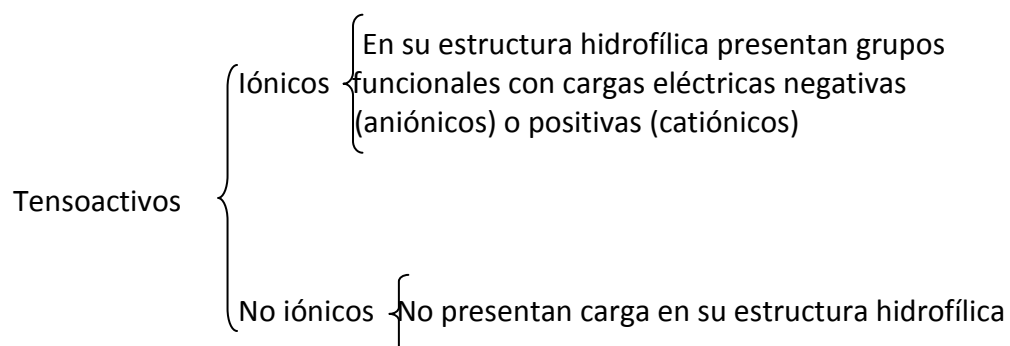 En su estructura hidrofílica presentan grupos
Iónicos funcionales con cargas eléctricas negativas
(aniónicos) o positivas (catiónicos)
Tensoactivos
No iónicos No presentan carga en su estructura hidrofílica